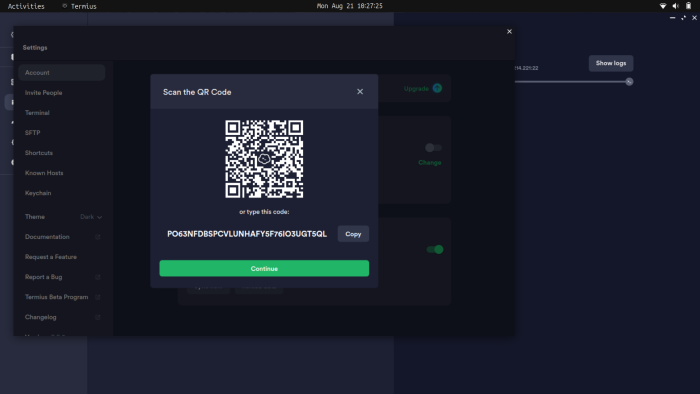 Activities
Termius
Mon Aug 21 10:27:25
Settings
Account
Invite People
Terminal
SFTP
Shortcuts
Known Hosts
Keychain
Theme
Dark
Documentation
Request a Feature
Report a Bug
Termius Beta Program
Changelog
Scan the QR Code
or type this code:
PO63NFDBSPCVLUNHAFY5F76IO3UGTSQL
Copy
Continue
Upgrade
Change
Show logs